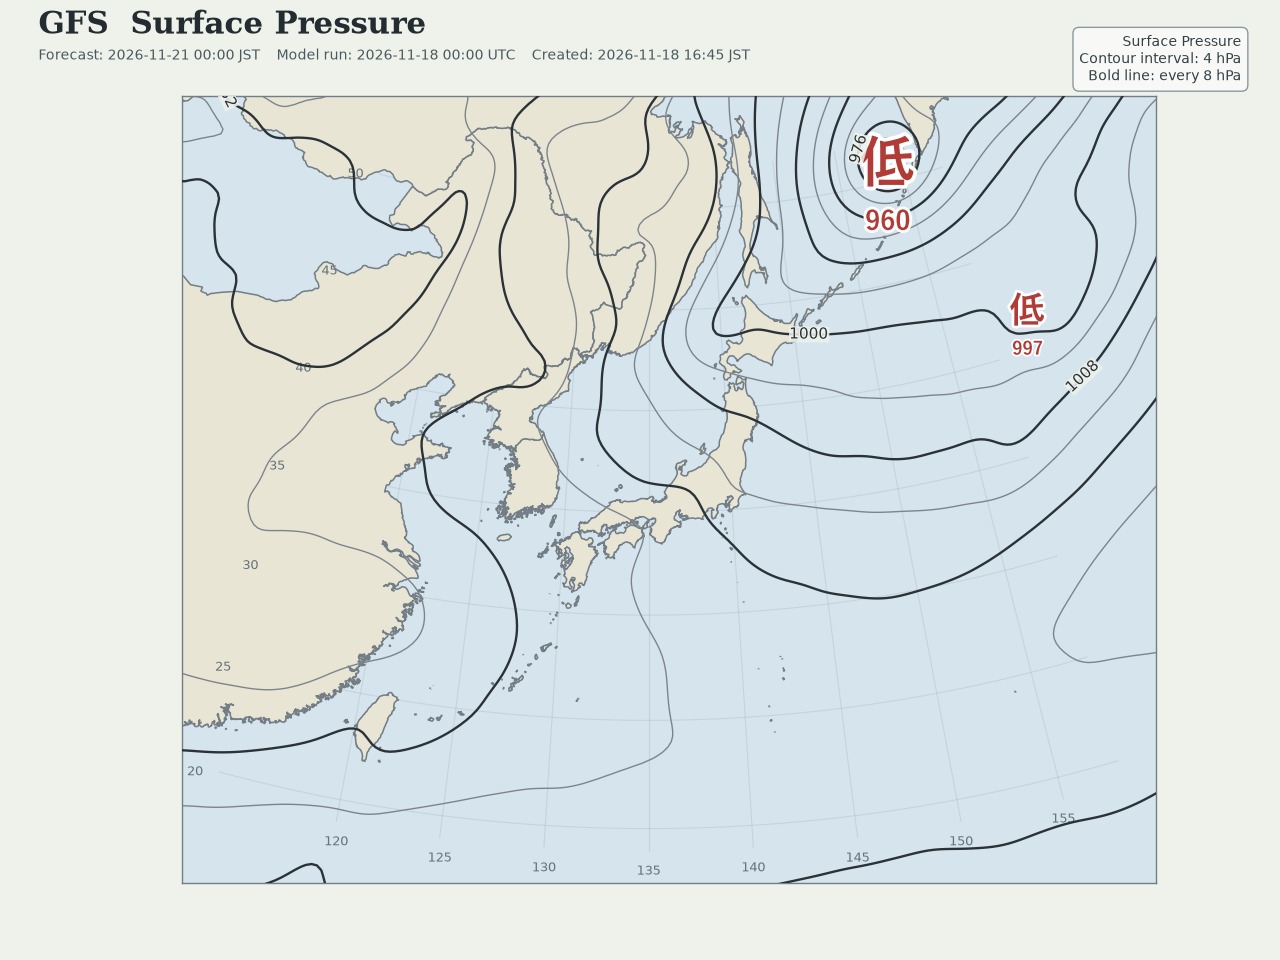 GFS  Surface Pressure
Forecast: 2026-11-21 00:00 JST    Model run: 2026-11-18 00:00 UTC    Created: 2026-11-18 16:45 JST
Surface Pressure
Contour interval: 4 hPa
Bold line: every 8 hPa
976
低
960
50
45
低
997
1000
1008
40
35
30
25
20
155
120
125
130
135
140
145
150